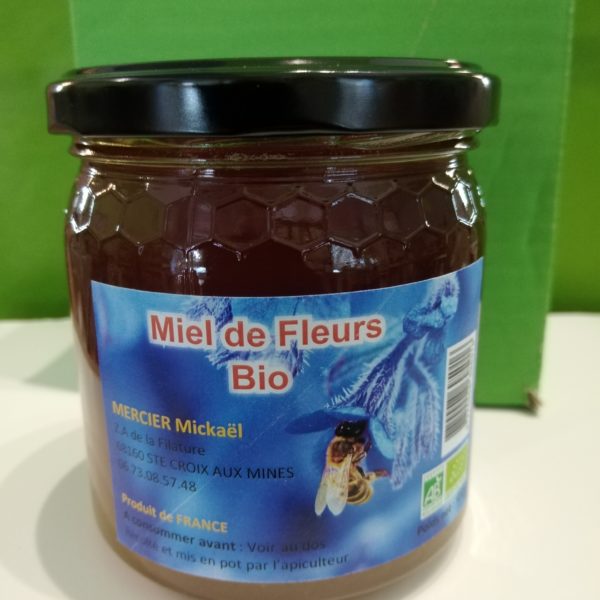 Miel de Fleurs
Bio
MERCIER Mickaël
Z.A de la Filature
68160 STE CROIX AUX MINES
06.73.08.57.48
Produit de FRANCE
A consommer avant : Voir au dos
Récolté et mis en pot par l'apiculteur
AB